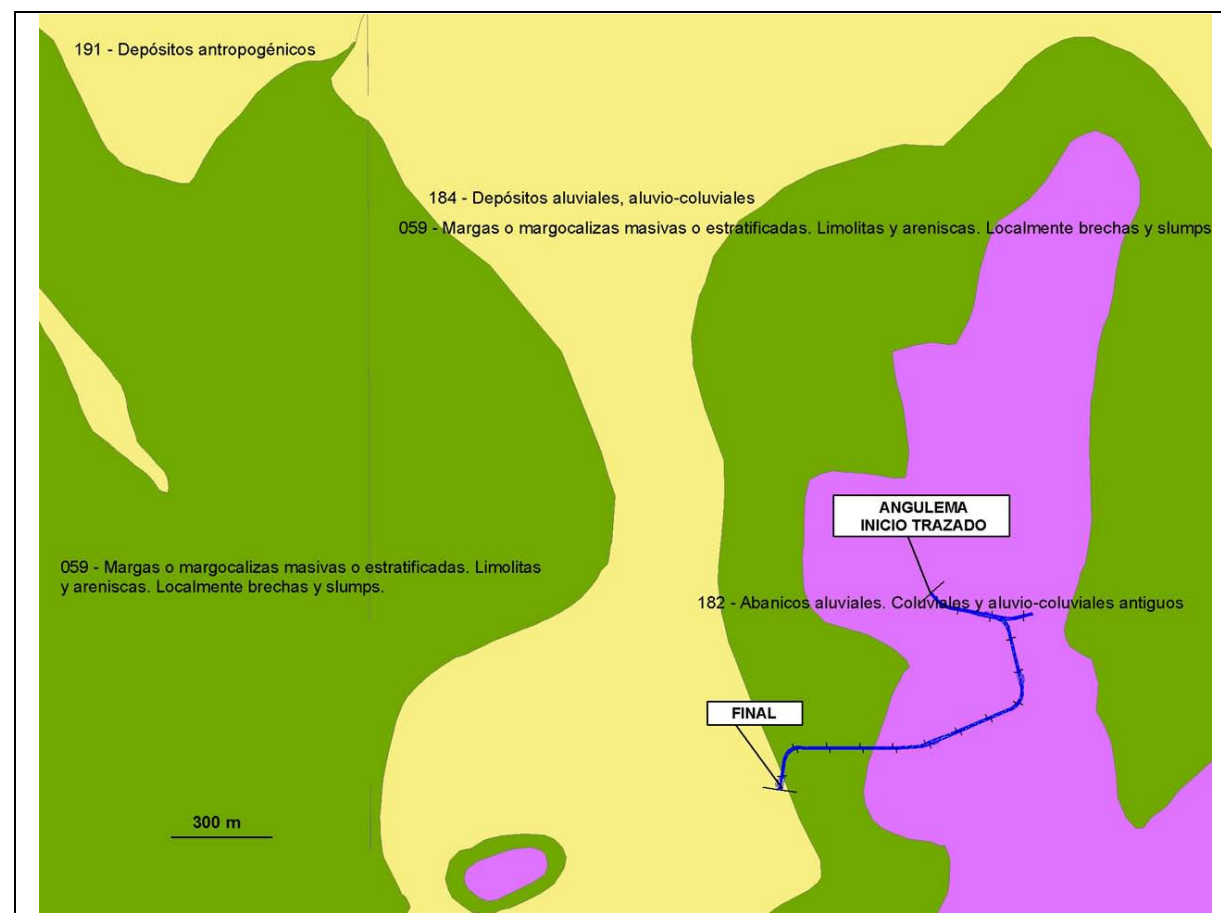 191 - Depósitos antropogénicos
184 - Depósitos aluviales, aluvio-coluviales
059 - Margas o margocalizas masivas o estratificadas. Limolitas y areniscas. Localmente brechas y slumps
ANGULEMA
INICIO TRAZADO
059 - Margas o margocalizas masivas o estratificadas. Limolitas
y areniscas. Localmente brechas y slumps.
182 - Abanicos aluviales. Coluviales y aluvio-coluviales antiguos
FINAL
300 m